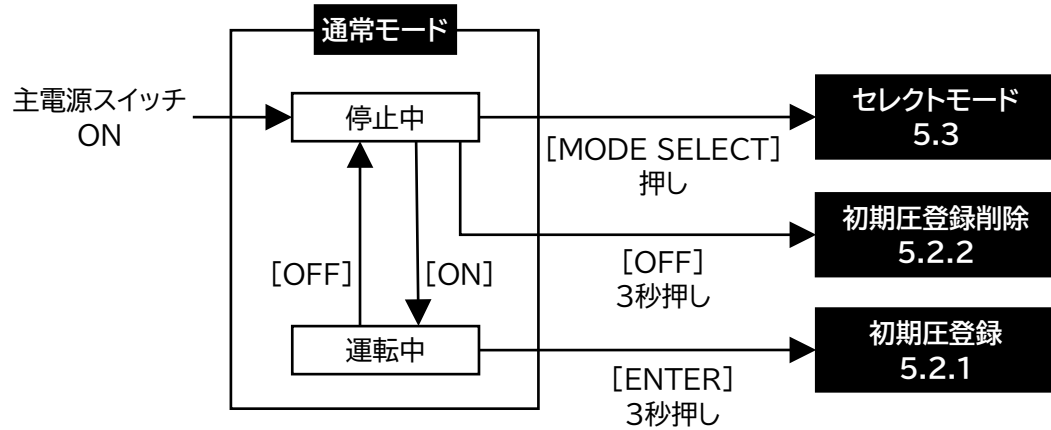 通常モード
主電源スイッチ
ON
停止中
セレクトモード
5.3
[MODE SELECT]
押し
初期圧登録削除
5.2.2
[OFF]
[ON]
[OFF]
3秒押し
運転中
初期圧登録
5.2.1
[ENTER]
3秒押し